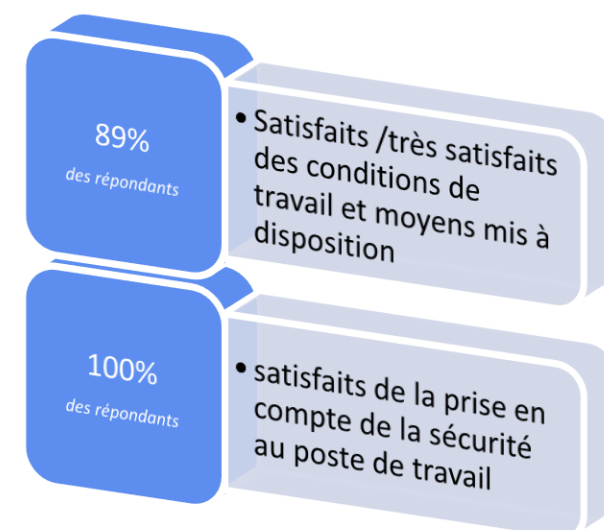 89%
des répondants
• Satisfaits /très satisfaits
des conditions de
travail et moyens mis à
disposition
100%
des répondants
• satisfaits de la prise en
compte de la sécurité
au poste de travail